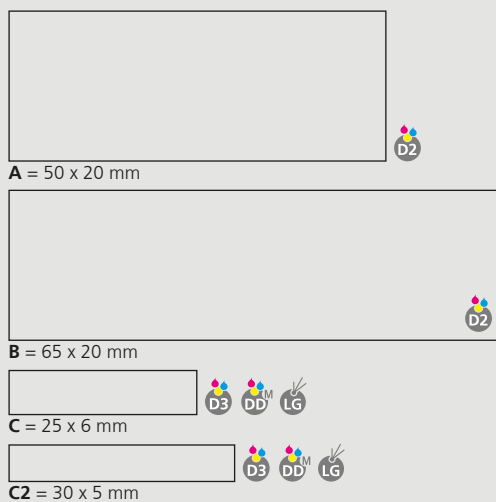 D2
A = 50 x 20 mm
D2
B = 65 x 20 mm
D3 DD M LG
C = 25 x 6 mm
D3 DD M LG
C2 = 30 x 5 mm